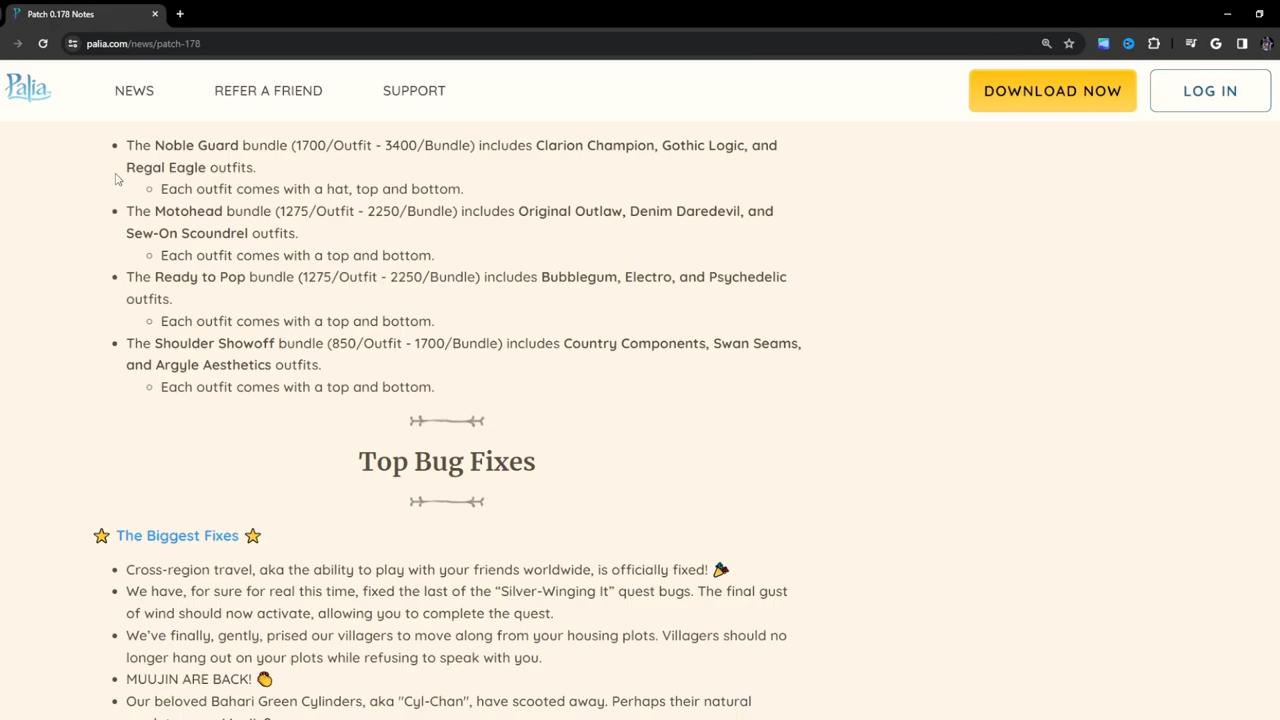 Patch 0.178 Notes
palia.com/news/patch-178
Palia
NEWS
REFER A FRIEND
SUPPORT
DOWNLOAD NOW
LOG IN
The Noble Guard bundle (1700/Outfit - 3400/Bundle) includes Clarion Champion, Gothic Logic, and
Regal Eagle outfits.
Each outfit comes with a hat, top and bottom.
The Motohead bundle (1275/Outfit - 2250/Bundle) includes Original Outlaw, Denim Daredevil, and
Sew-On Scoundrel outfits.
Each outfit comes with a top and bottom.
The Ready to Pop bundle (1275/Outfit - 2250/Bundle) includes Bubblegum, Electro, and Psychedelic
outfits.
Each outfit comes with a top and bottom.
The Shoulder Showoff bundle (850/Outfit - 1700/Bundle) includes Country Components, Swan Seams,
and Argyle Aesthetics outfits.
Each outfit comes with a top and bottom.
Top Bug Fixes
⭐ The Biggest Fixes ⭐
Cross-region travel, aka the ability to play with your friends worldwide, is officially fixed! 🎉
We have, for sure for real this time, fixed the last of the “Silver-Winging It” quest bugs. The final gust
of wind should now activate, allowing you to complete the quest.
We’ve finally, gently, prised our villagers to move along from your housing plots. Villagers should no
longer hang out on your plots while refusing to speak with you.
MUUJIN ARE BACK! 👏
Our beloved Bahari Green Cylinders, aka "Cyl-Chan", have scooted away. Perhaps their natural